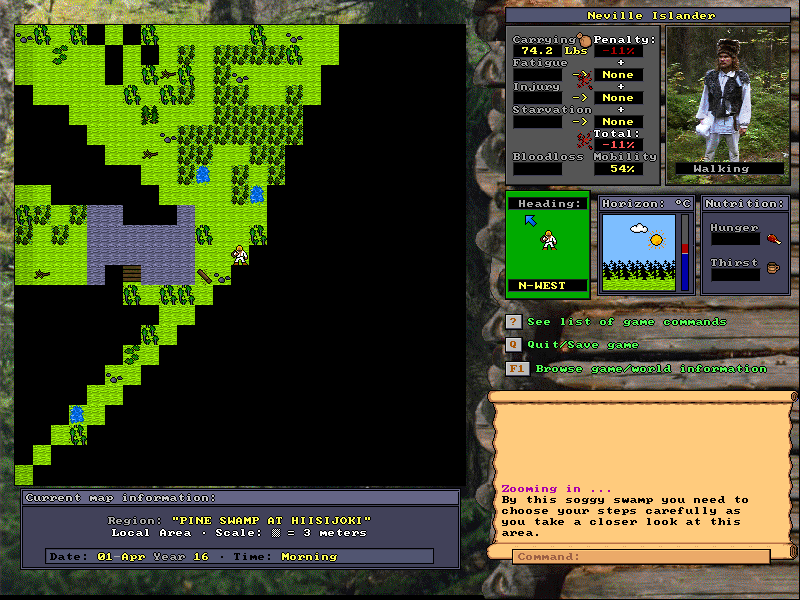 Neville Islander
Carrying Penalty:
74.2 Lbs -11%
Fatigue +
-> None
Injury +
-> None
Starvation +
-> None
Total:
-11%
Bloodloss Mobility
54%
Walking
Heading:
N-WEST
Horizon: °C
Nutrition:
Hunger
Thirst
? See list of game commands
Q Quit/Save game
F1 Browse game/world information
Zooming in ...
By this soggy swamp you need to
choose your steps carefully as
you take a closer look at this
area.
Command:
Current map information:
Region: "PINE SWAMP AT HIISIJOKI"
Local Area · Scale: = 3 meters
Date: 01-Apr Year 16 · Time: Morning